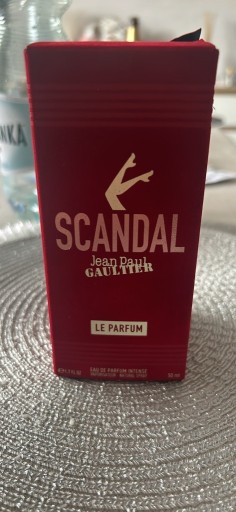 NKA
SCANDAL
Jean Paul
GAULTIER
LE PARFUM
EAU DE PARFUM INTENSE